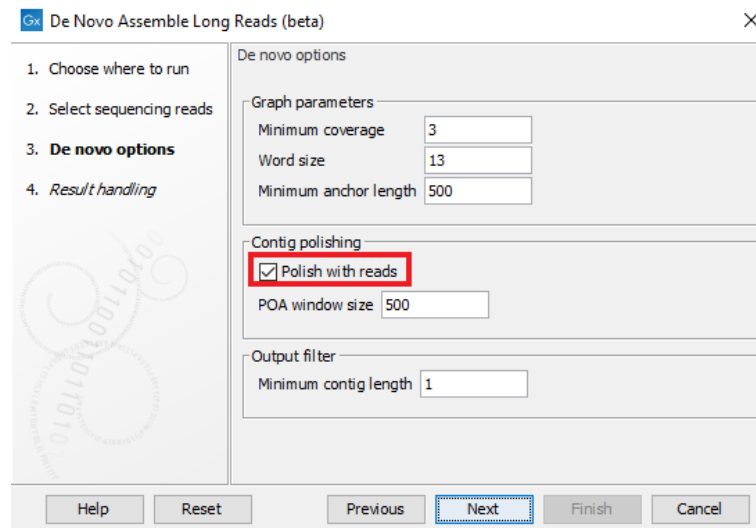 Gx De Novo Assemble Long Reads (beta)
1. Choose where to run
2. Select sequencing reads
3. De novo options
4. Result handling
De novo options
Graph parameters
Minimum coverage 3
Word size 13
Minimum anchor length 500
Contig polishing
Polish with reads
POA window size 500
Output filter
Minimum contig length 1
Help Reset Previous Next Finish Cancel